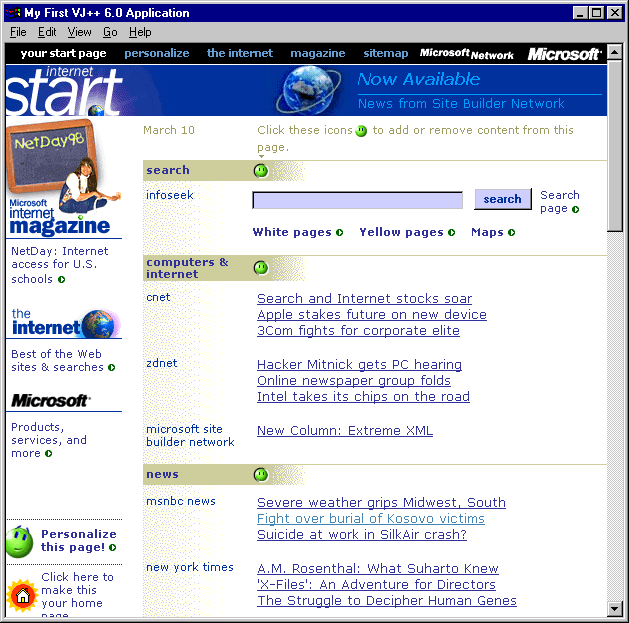 My First VJ++ 6.0 Application
File Edit View Go Help
your start page personalize the internet magazine sitemap Microsoft Network Microsoft
internet
start
Now Available
News from Site Builder Network
NetDay98
Microsoft
internet
magazine
NetDay: Internet
access for U.S.
schools
the
internet
Best of the Web
sites & searches
Microsoft
Products,
services, and
more
Personalize
this page!
Click here to
make this
your home
page
March 10
Click these icons to add or remove content from this
page.
search
infoseek
search
Search
page
White pages Yellow pages Maps
computers &
internet
cnet
Search and Internet stocks soar
Apple stakes future on new device
3Com fights for corporate elite
zdnet
Hacker Mitnick gets PC hearing
Online newspaper group folds
Intel takes its chips on the road
microsoft site
builder network
New Column: Extreme XML
news
msnbc news
Severe weather grips Midwest, South
Fight over burial of Kosovo victims
Suicide at work in SilkAir crash?
new york times
A.M. Rosenthal: What Suharto Knew
'X-Files': An Adventure for Directors
The Struggle to Decipher Human Genes